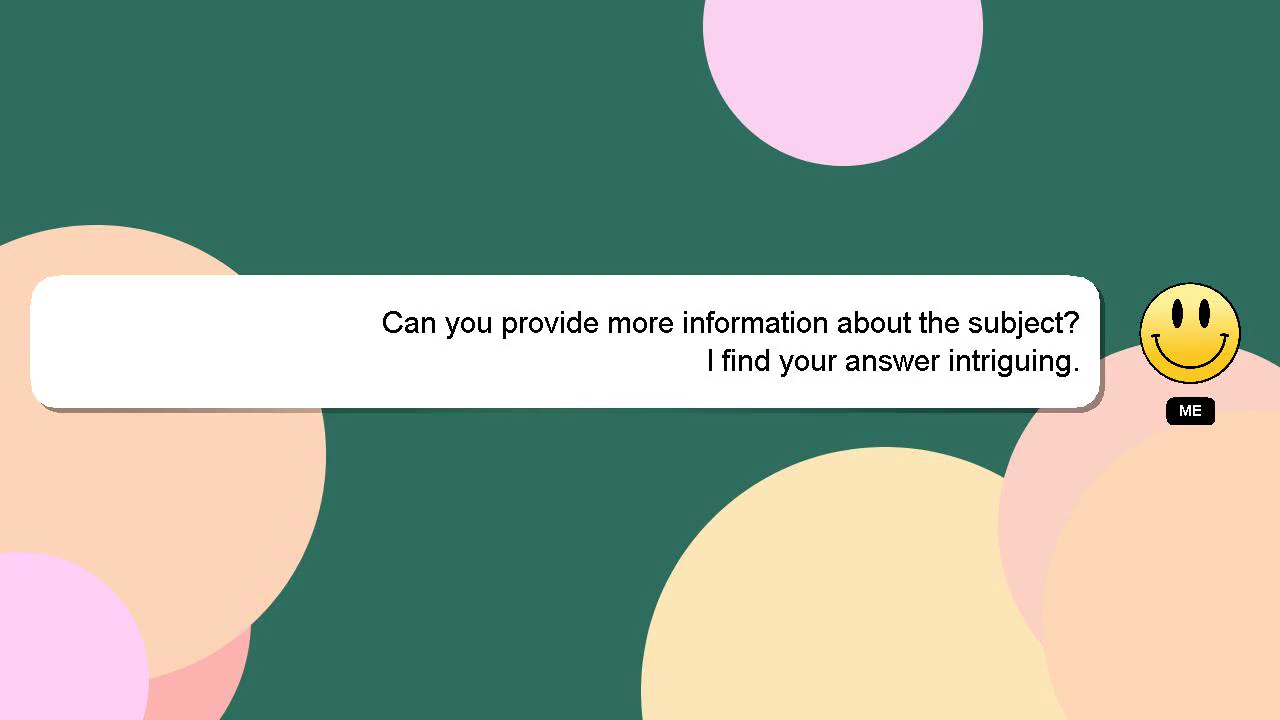 Can you provide more information about the subject?
I find your answer intriguing.
ME